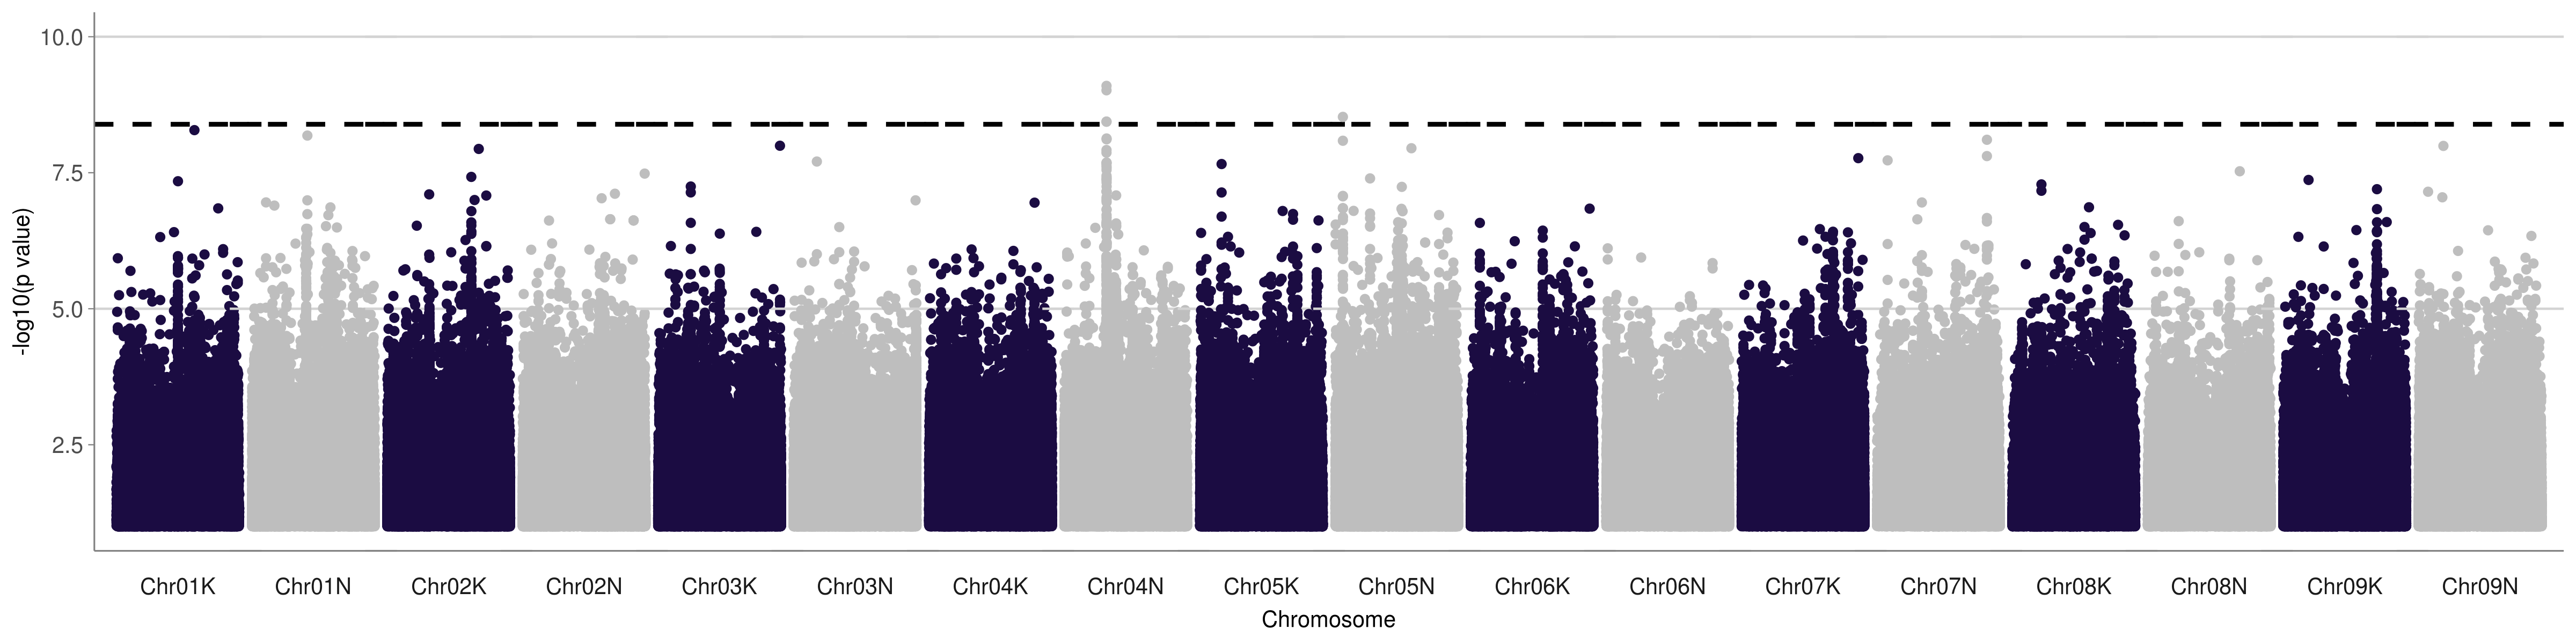 -log10(p value)
10.0
7.5
5.0
2.5
Chr01K Chr01N Chr02K Chr02N Chr03K Chr03N Chr04K Chr04N Chr05K Chr05N Chr06K Chr06N Chr07K Chr07N Chr08K Chr08N Chr09K Chr09N
Chromosome